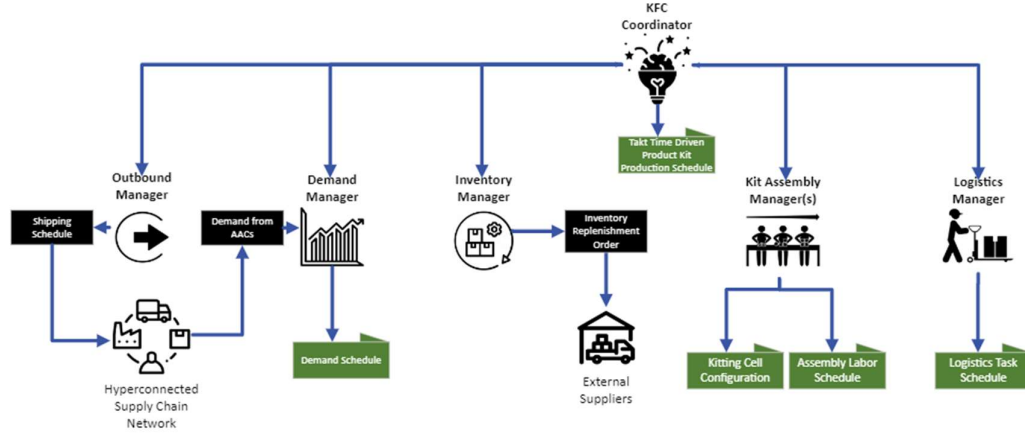 KFC
Coordinator
Takt Time Driven
Product Kit
Production Schedule
Outbound
Manager
Demand
Manager
Inventory
Manager
Kit Assembly
Manager(s)
Logistics
Manager
Shipping
Schedule
Demand from
AACs
Inventory
Replenishment
Order
Demand Schedule
Kitting Cell
Configuration
Assembly Labor
Schedule
Logistics Task
Schedule
Hyperconnected
Supply Chain
Network
External
Suppliers